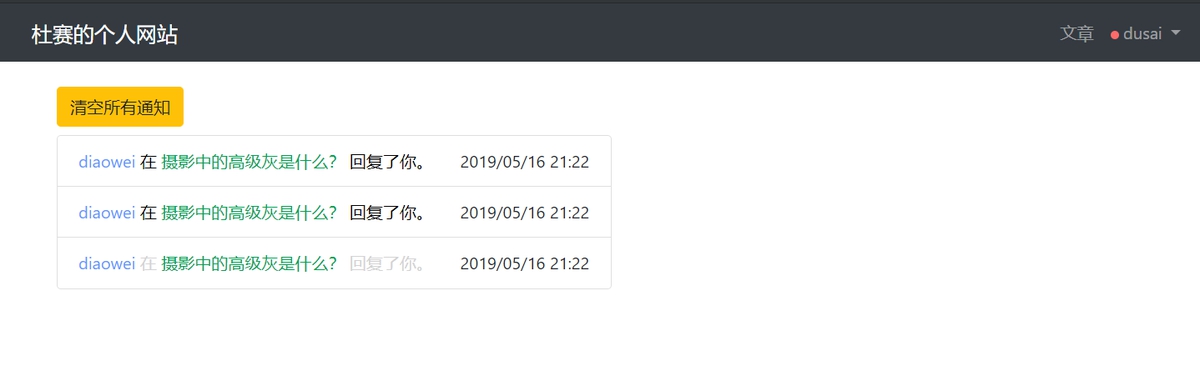 杜赛的个人网站 文章 dusai
清空所有通知
diaowei 在 摄影中的高级灰是什么? 回复了你。 2019/05/16 21:22
diaowei 在 摄影中的高级灰是什么? 回复了你。 2019/05/16 21:22
diaowei 在 摄影中的高级灰是什么? 回复了你。 2019/05/16 21:22